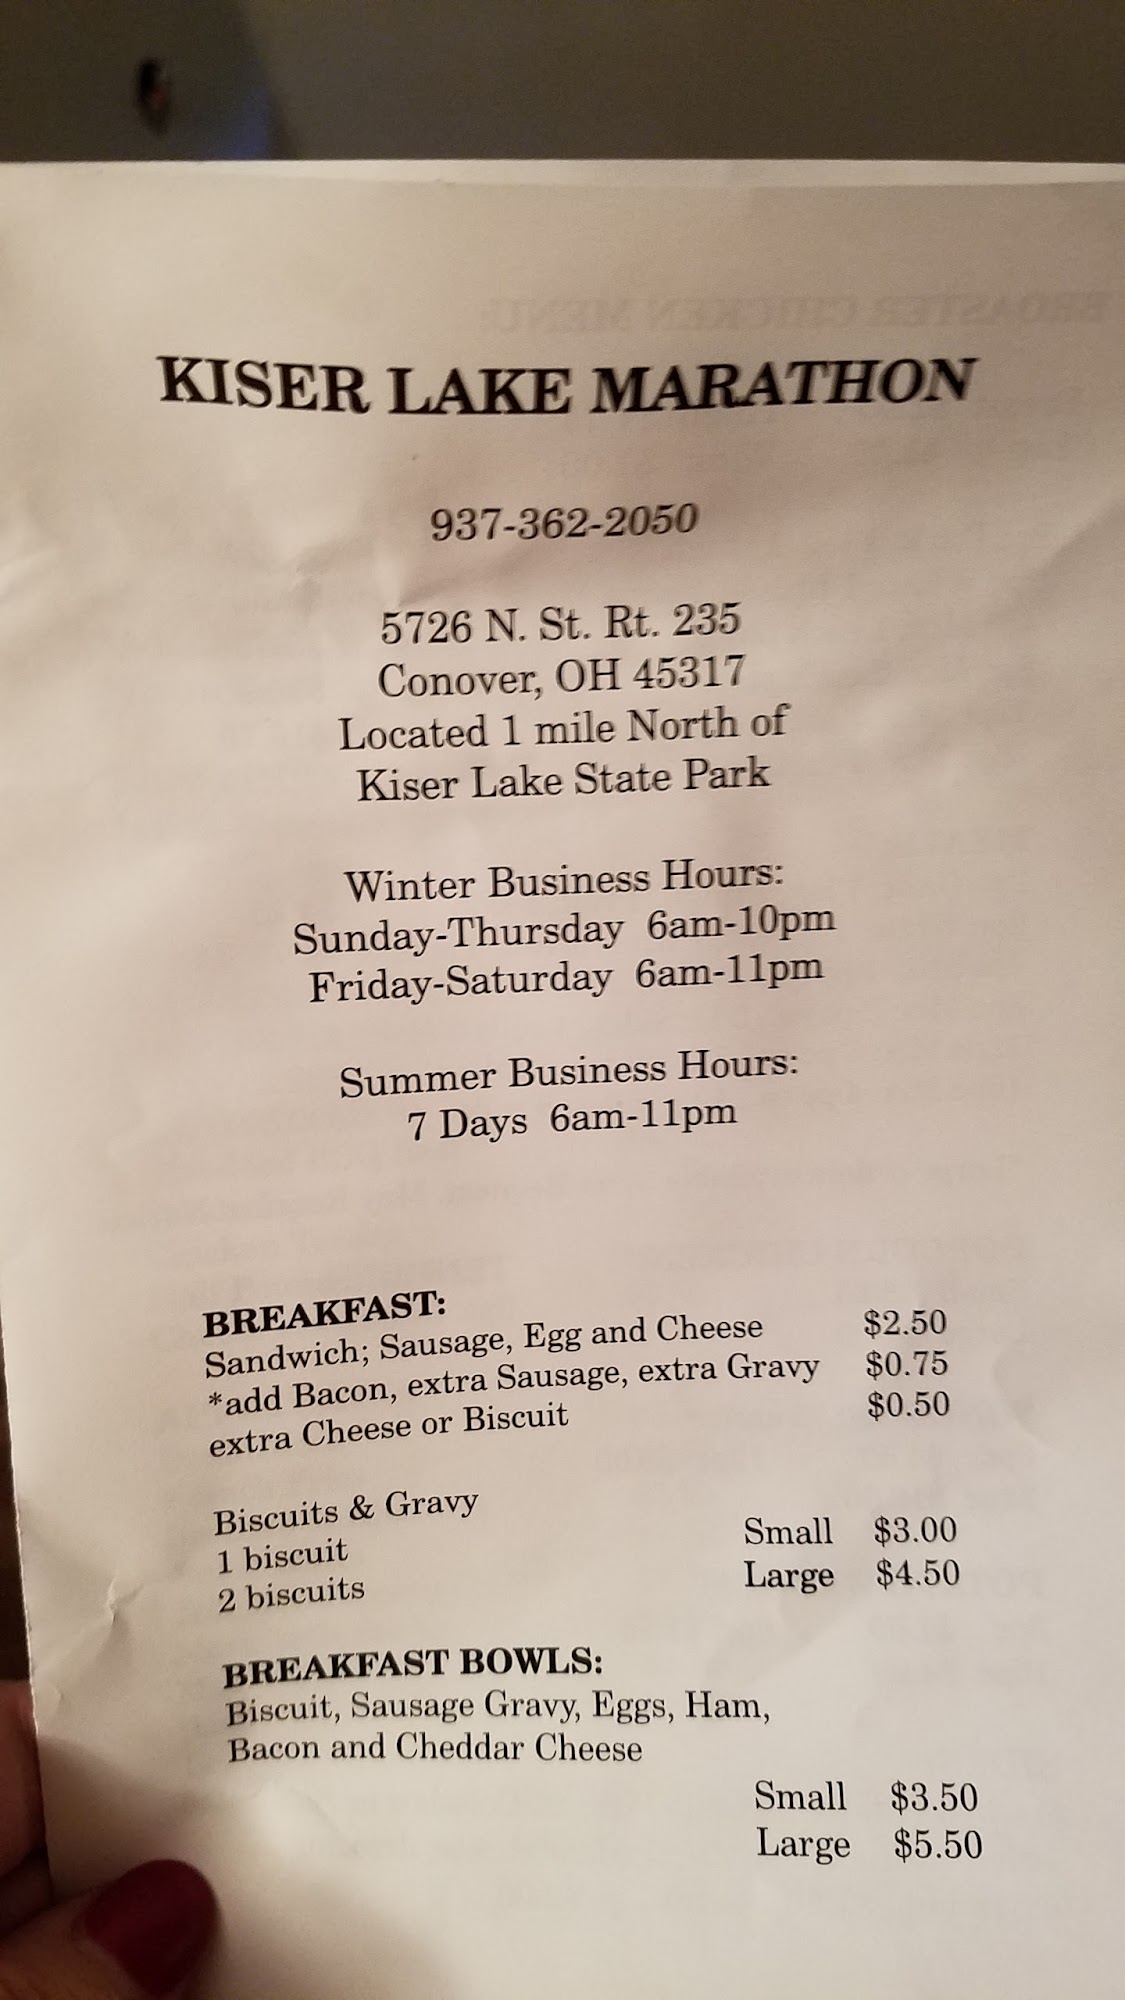 BROASTER CHICKEN MENU
KISER LAKE MARATHON
937-362-2050
5726 N. St. Rt. 235
Conover, OH 45317
Located 1 mile North of
Kiser Lake State Park
Winter Business Hours:
Sunday-Thursday 6am-10pm
Friday-Saturday 6am-11pm
Summer Business Hours:
7 Days 6am-11pm
BREAKFAST:
Sandwich; Sausage, Egg and Cheese $2.50
*add Bacon, extra Sausage, extra Gravy $0.75
extra Cheese or Biscuit $0.50
Biscuits & Gravy
1 biscuit Small $3.00
2 biscuits Large $4.50
BREAKFAST BOWLS:
Biscuit, Sausage Gravy, Eggs, Ham,
Bacon and Cheddar Cheese
Small $3.50
Large $5.50